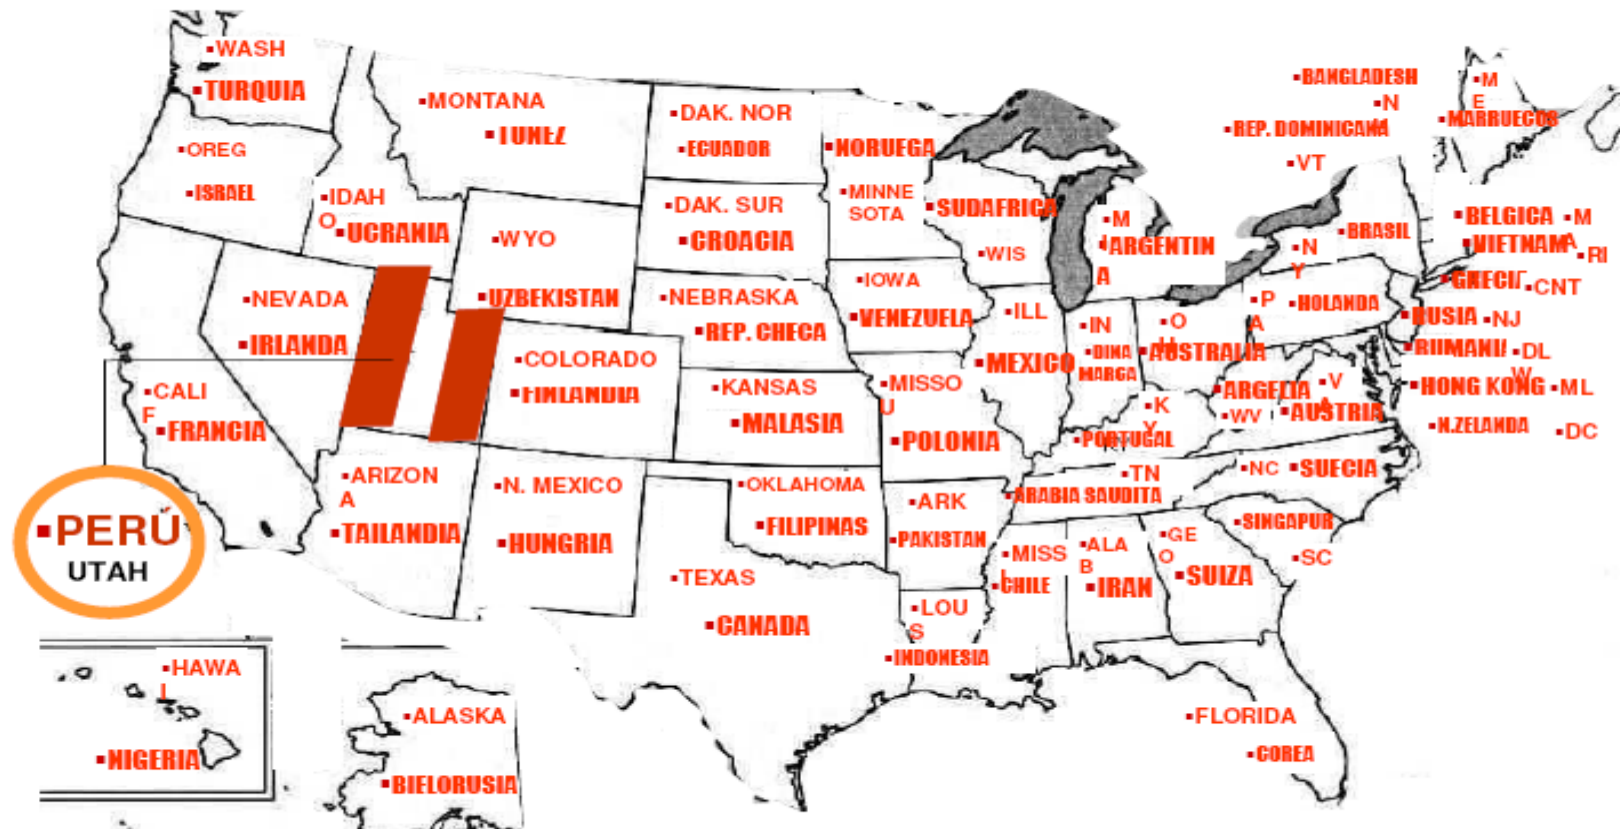 WASH
TURQUIA
OREG
ISRAEL
IDAH
O
UCRANIA
MONTANA
TUNEZ
DAK. NOR
ECUADOR
NORUEGA
MINNE
SOTA
DAK. SUR
CROACIA
WYO
UZBEKISTAN
NEVADA
IRLANDA
CALI
F
FRANCIA
PERÚ
UTAH
COLORADO
FINLANDIA
NEBRASKA
REP. CHECA
KANSAS
MALASIA
IOWA
VENEZUELA
MISSO
U
POLONIA
SUDAFRICA
WIS
M
ARGENTIN
A
ILL
MEXICO
IN
DINA
MARGA
O
AUSTRALIA
K
Y
PORTUGAL
TN
ARABIA SAUDITA
BANGLADESH
N
REP. DOMINICANA
VT
M
E
MARRUECOS
BRASIL
N
Y
P
A
HOLANDA
BELGICA
M
A
VIETNAM
RI
GRECIA
CNT
RUSIA
NJ
RUMANIA
DL
W
HONG KONG
ML
N.ZELANDA
DC
ARGELIA
WV
V
A
AUSTRIA
NC
SUECIA
SINGAPUR
SC
ARIZON
A
TAILANDIA
N. MEXICO
HUNGRIA
OKLAHOMA
FILIPINAS
TEXAS
CANADA
ARK
PAKISTAN
LOU
S
INDONESIA
MISS
I
CHILE
ALA
B
IRAN
GE
O
SUIZA
FLORIDA
COREA
HAWA
I
NIGERIA
ALASKA
BIELORUSIA